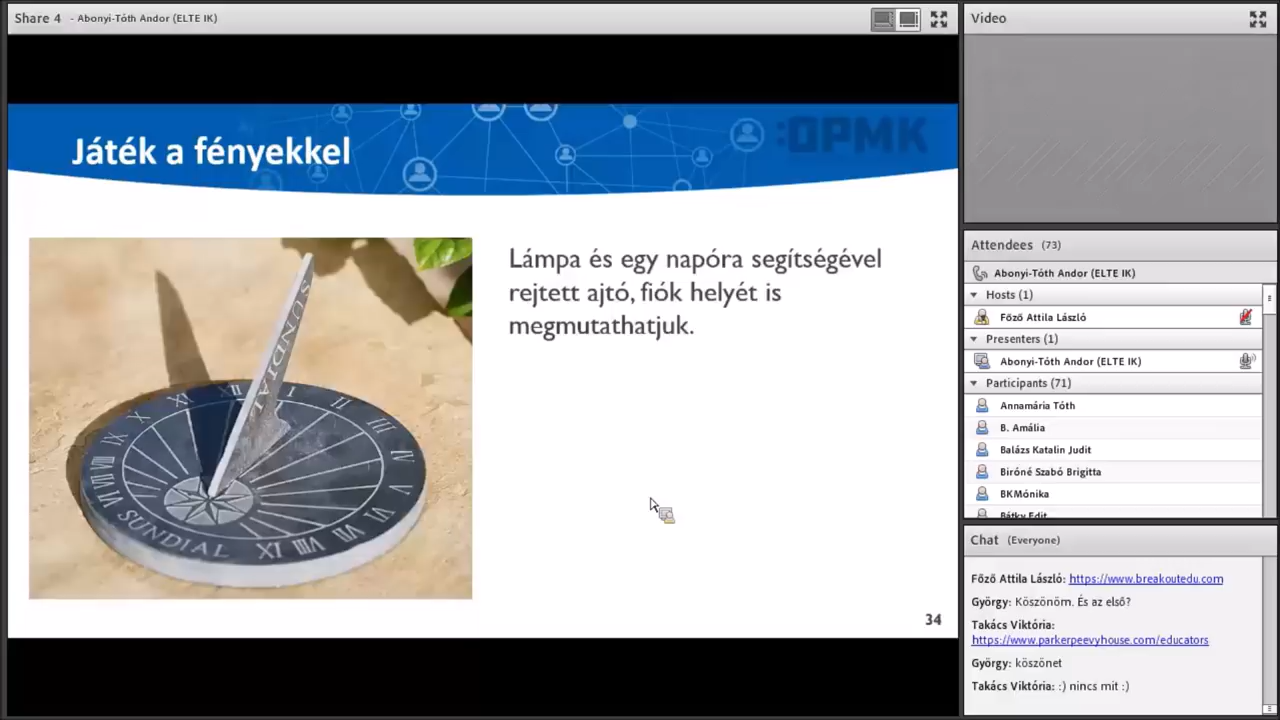 Share 4 - Abonyi-Tóth Andor (ELTE IK)
Játék a fényekkel
:OPMK
Lámpa és egy napóra segítségével
rejtett ajtó, fiók helyét is
megmutathatjuk.
SUNDIAL
SUNDIAL
34
Video
Attendees (73)
Abonyi-Tóth Andor (ELTE IK)
Hosts (1)
Főző Attila László
Presenters (1)
Abonyi-Tóth Andor (ELTE IK)
Participants (71)
Annamária Tóth
B. Amália
Balázs Katalin Judit
Biróné Szabó Brigitta
BKMónika
Bátky Edit
Chat (Everyone)
Főző Attila László: https://www.breakoutedu.com
György: Köszönöm. És az első?
Takács Viktória:
https://www.parkerpeevyhouse.com/educators
György: köszönet
Takács Viktória: :) nincs mit :)